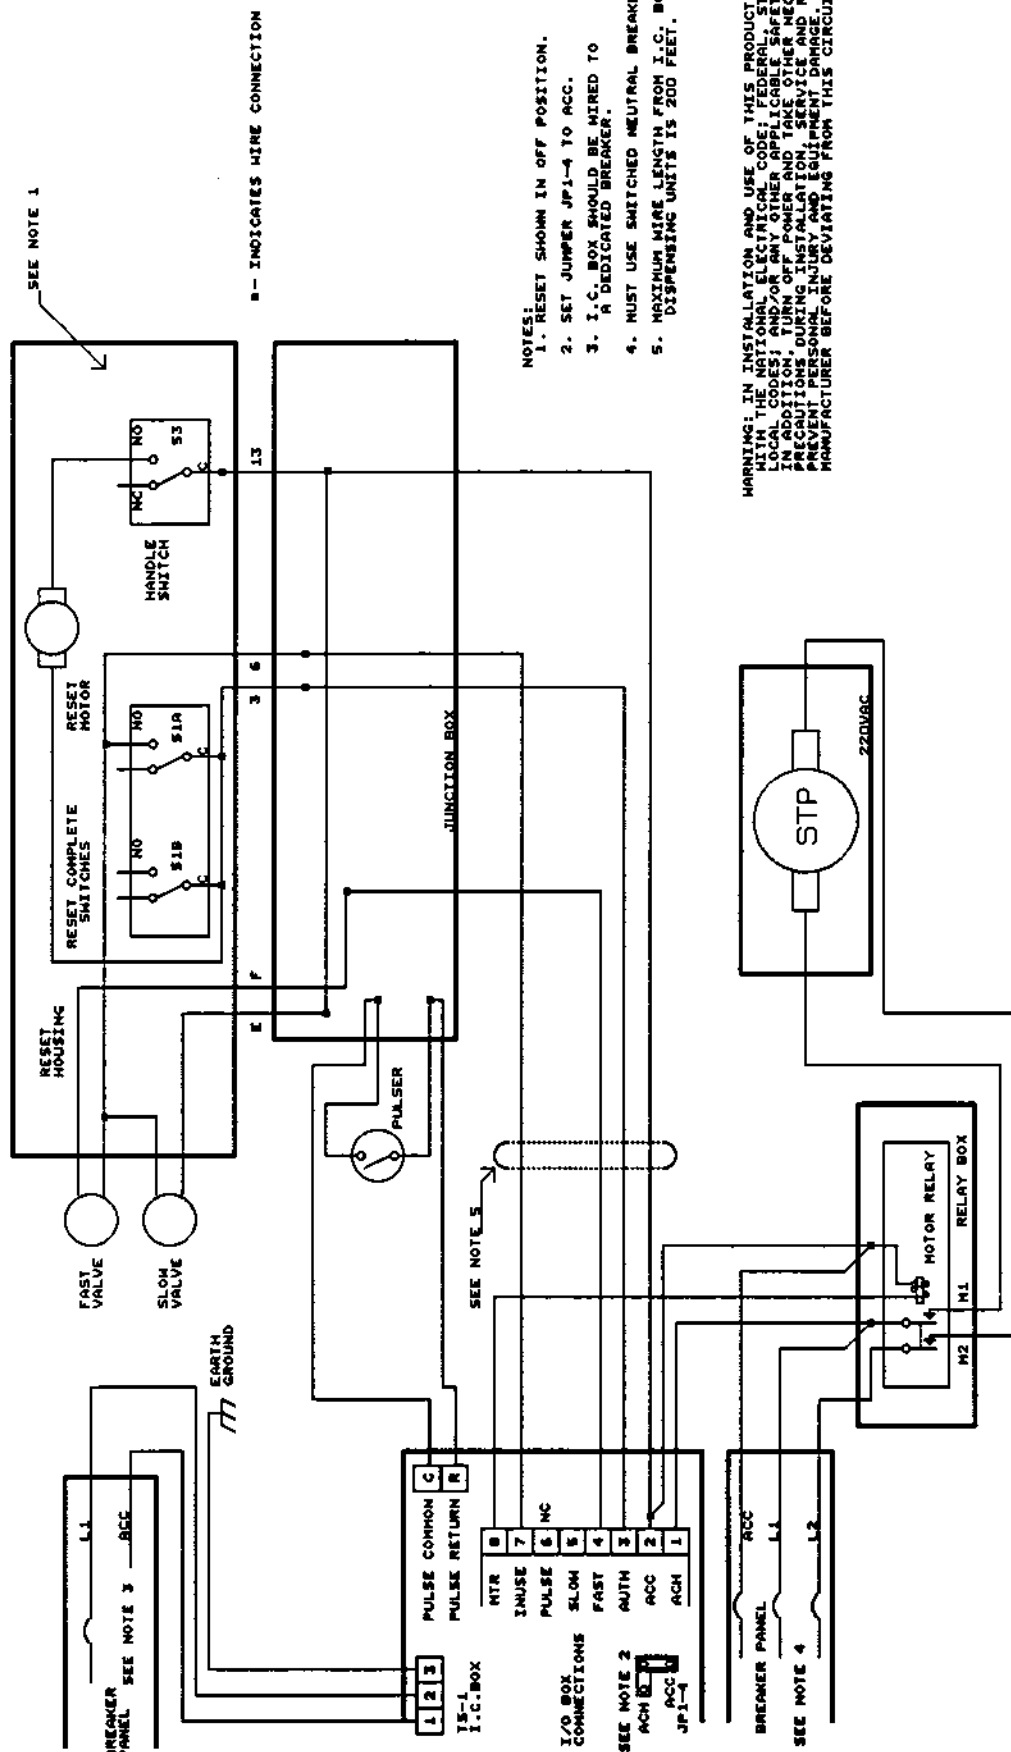 SEE NOTE 1
■— INDICATES WIRE CONNECTION
NOTES:
1. RESET SHOWN IN OFF POSITION.
2. SET JUMPER JP1-4 TO ACC.
3. I.C. BOX SHOULD BE WIRED TO
A DEDICATED BREAKER.
4. MUST USE SWITCHED NEUTRAL BREAK
5. MAXIMUM WIRE LENGTH FROM I.C.
DISPENSING UNITS IS 200 FEET.
WARNING: IN INSTALLATION AND USE OF THIS PRODUCT
WITH THE NATIONAL ELECTRICAL CODE; FEDERAL,
LOCAL CODES; AND/OR ANY OTHER APPLICABLE SAFET
IN ADDITION, TURN OFF POWER AND TAKE OTHER NEC
PRECAUTIONS DURING INSTALLATION, SERVICE AND
PREVENT PERSONAL INJURY AND EQUIPMENT DAMAGE.
MANUFACTURER BEFORE DEVIATING FROM THIS CIRCUI
RESET
HOUSING
RESET COMPLETE
SWITCHES
RESET
MOTOR
HANDLE
SWITCH
NO
S1B
C
NO
S1A
C
NC
NO
S3
C
E
F
3
6
13
JUNCTION BOX
FAST
VALVE
SLOW
VALVE
PULSER
SEE NOTE 5
EARTH
GROUND
STP
220VAC
MOTOR RELAY
RELAY BOX
M2
M1
BREAKER
PANEL
SEE NOTE 3
L1
ACC
1
2
3
TS-1
I.C.BOX
PULSE COMMON
C
PULSE RETURN
R
MTR
8
INUSE
7
PULSE
6
NC
SLOW
5
FAST
4
AUTH
3
ACC
2
ACH
1
I/O BOX
CONNECTIONS
SEE NOTE 2
ACH
ACC
JP1-4
BREAKER PANEL
SEE NOTE 4
ACC
L1
L2